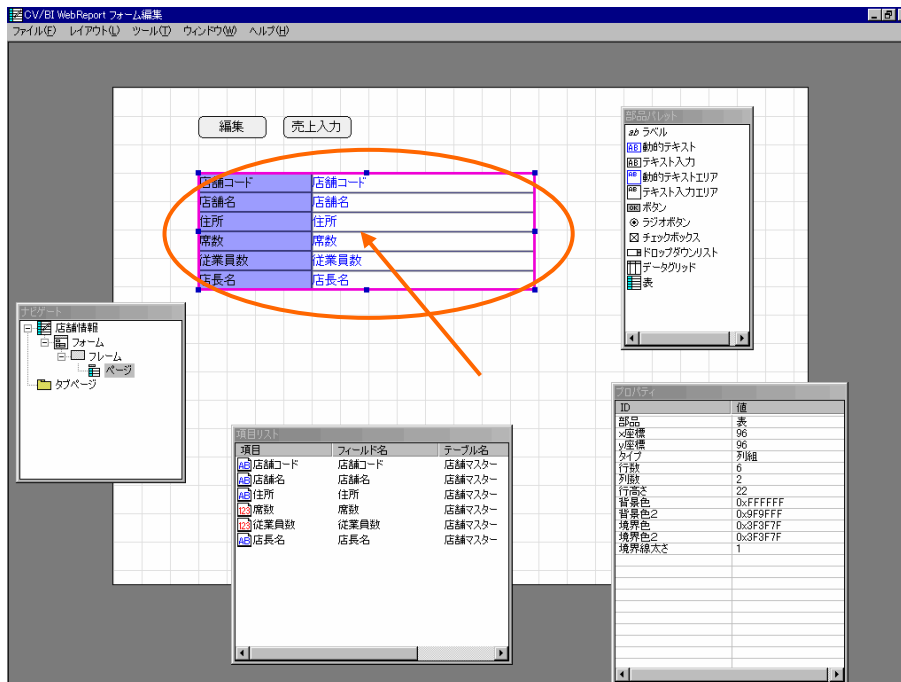 CV/BI WebReport フォーム編集
ファイル(F) レイアウト(L) ツール(T) ウィンドウ(W) ヘルプ(H)
編集 売上入力
店舗コード 店舗コード
店舗名 店舗名
住所 住所
席数 席数
従業員数 従業員数
店長名 店長名
部品パレット
ab ラベル
AB 動的テキスト
AB テキスト入力
AB 動的テキストエリア
AB テキスト入力エリア
OK ボタン
ラジオボタン
チェックボックス
ドロップダウンリスト
データグリッド
表
ナビゲート
店舗情報
フォーム
フレーム
ページ
タブページ
項目リスト
項目 フィールド名 テーブル名
AB 店舗コード 店舗コード 店舗マスター
AB 店舗名 店舗名 店舗マスター
AB 住所 住所 店舗マスター
123 席数 席数 店舗マスター
123 従業員数 従業員数 店舗マスター
AB 店長名 店長名 店舗マスター
プロパティ
ID 値
部品 表
x座標 96
y座標 96
タイプ 列組
行数 6
列数 2
行高さ 22
背景色 0xFFFFFF
背景色2 0x9F9FFF
境界色 0x3F3F7F
境界色2 0x3F3F7F
境界線太さ 1